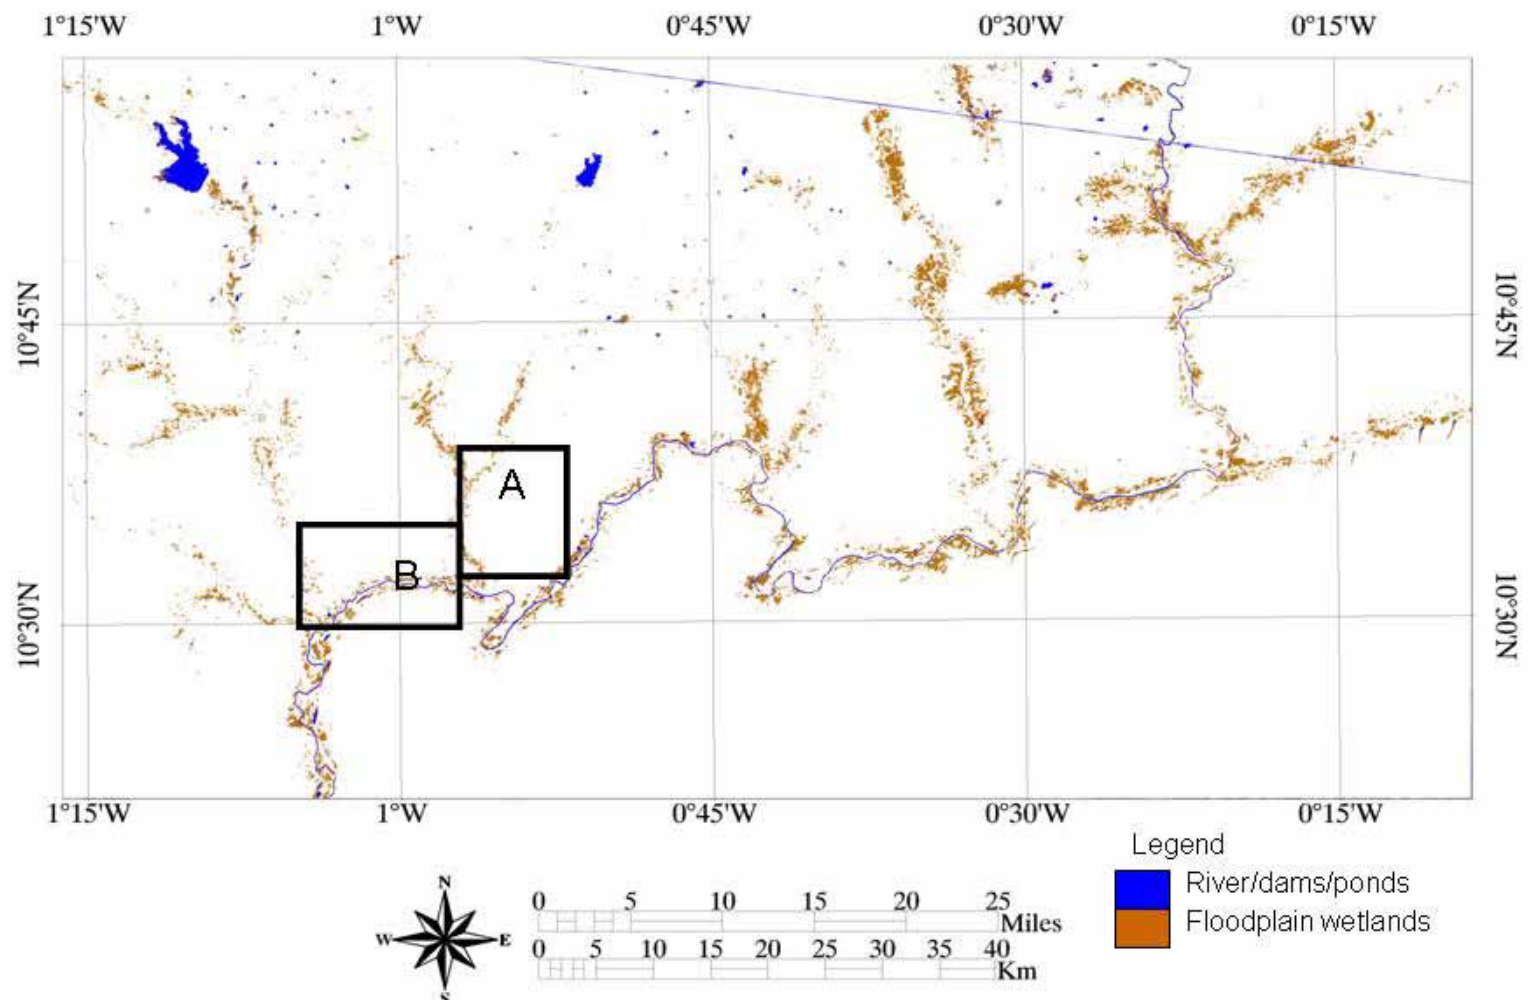 1°15'W 1°W 0°45'W 0°30'W 0°15'W
10°45'N 10°45'N
A
B
10°30'N 10°30'N
1°15'W 1°W 0°45'W 0°30'W 0°15'W
Legend
River/dams/ponds
Floodplain wetlands
N
W E
S
0 5 10 15 20 25
Miles
0 5 10 15 20 25 30 35 40
Km